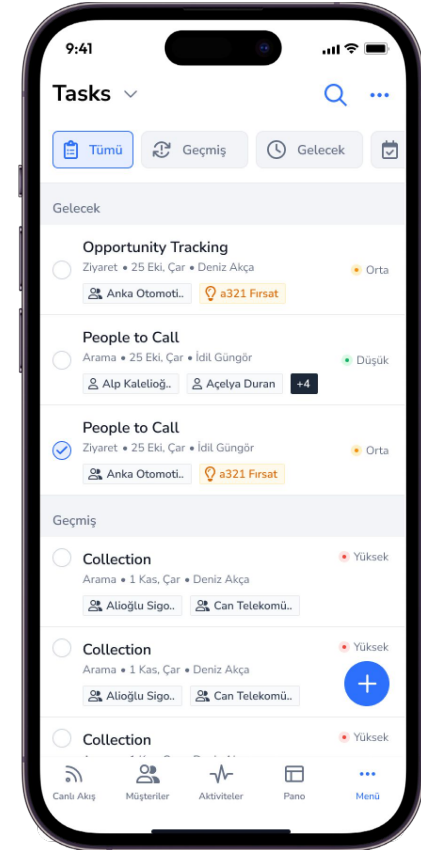 9:41
Tasks
Tümü Geçmiş Gelecek
Gelecek
Opportunity Tracking
Ziyaret • 25 Eki, Çar • Deniz Akça
Orta
Anka Otomoti.. a321 Fırsat
People to Call
Arama • 25 Eki, Çar • İdil Güngör
Düşük
Alp Kalelioğ.. Açelya Duran +4
People to Call
Ziyaret • 25 Eki, Çar • İdil Güngör
Orta
Anka Otomoti.. a321 Fırsat
Geçmiş
Collection
Yüksek
Arama • 1 Kas, Çar • Deniz Akça
Alioğlu Sigo.. Can Telekomü..
Collection
Yüksek
Arama • 1 Kas, Çar • Deniz Akça
Alioğlu Sigo.. Can Telekomü..
Collection
Yüksek
Canlı Akış Müşteriler Aktiviteler Pano Menü